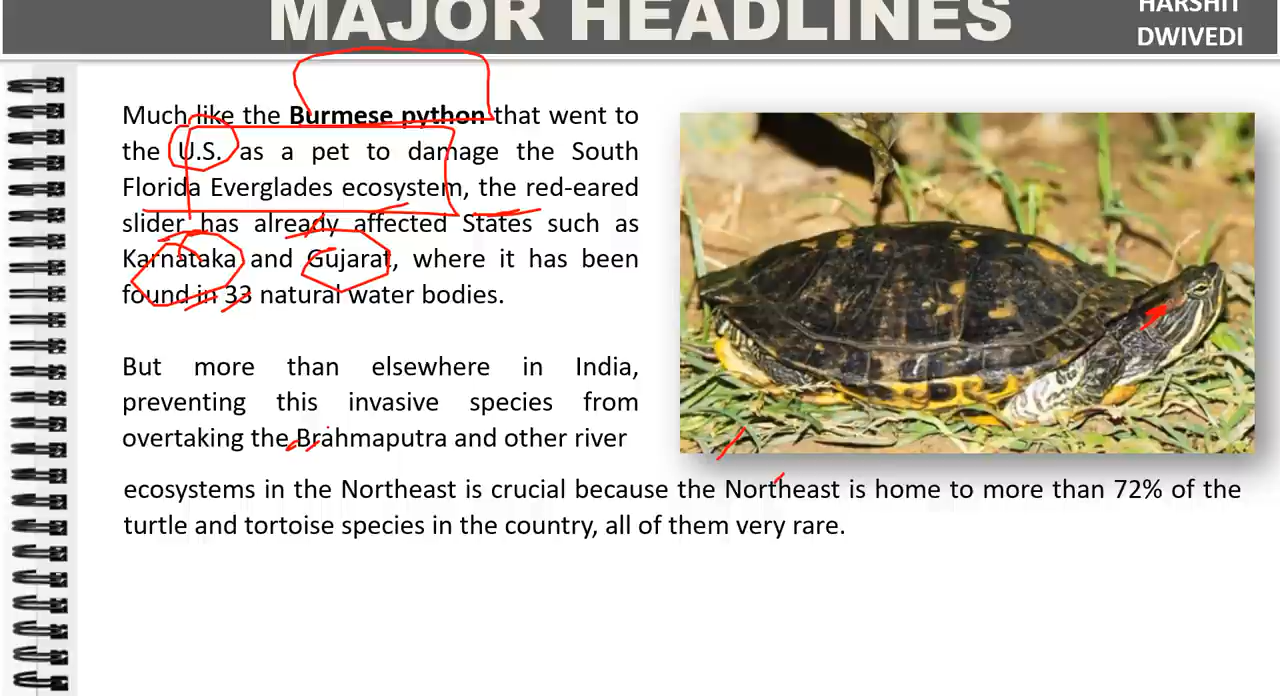 MAJOR HEADLINES
HARSHIT
DWIVEDI
Much like the Burmese python that went to
the U.S. as a pet to damage the South
Florida Everglades ecosystem, the red-eared
slider has already affected States such as
Karnataka and Gujarat, where it has been
found in 33 natural water bodies.
But more than elsewhere in India,
preventing this invasive species from
overtaking the Brahmaputra and other river
ecosystems in the Northeast is crucial because the Northeast is home to more than 72% of the
turtle and tortoise species in the country, all of them very rare.